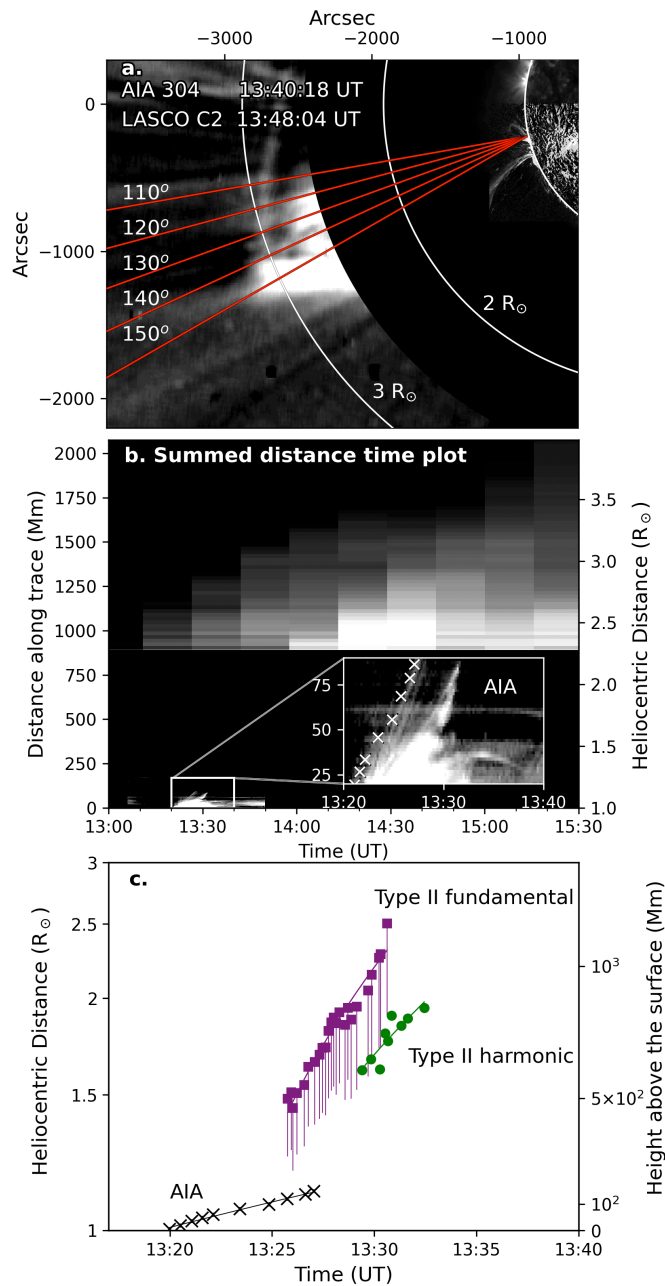 Arcsec
−3000 −2000 −1000
a.
AIA 304 13:40:18 UT
LASCO C2 13:48:04 UT
0
−1000
−2000
Arcsec
110°
120°
130°
140°
150°
2 R☉
3 R☉
b. Summed distance time plot
2000
1750
1500
1250
1000
750
500
250
0
Distance along trace (Mm)
3.5
3.0
2.5
2.0
1.5
1.0
Heliocentric Distance (R☉)
AIA
75
50
25
13:20 13:30 13:40
13:00 13:30 14:00 14:30 15:00 15:30
Time (UT)
c.
3
2.5
2
1.5
1
Heliocentric Distance (R☉)
Type II fundamental
Type II harmonic
AIA
10³
5×10²
10²
0
Height above the surface (Mm)
13:20 13:25 13:30 13:35 13:40
Time (UT)